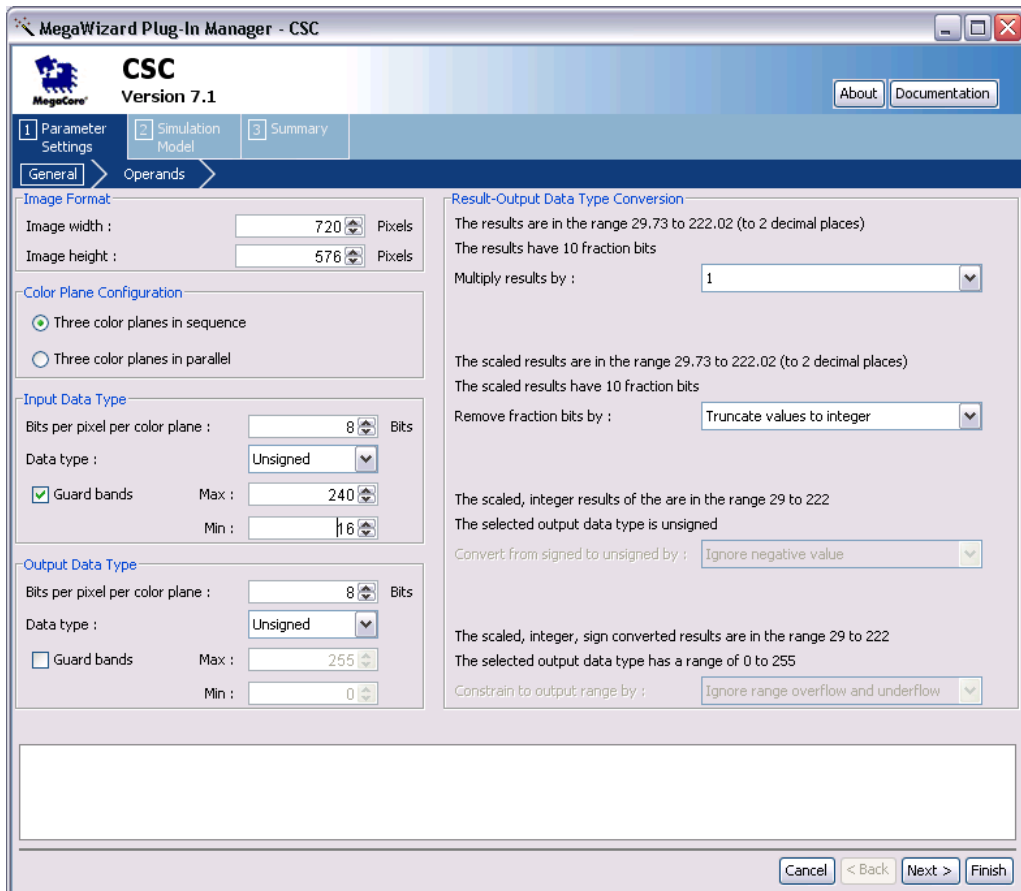 MegaWizard Plug-In Manager - CSC
MegaCore®
CSC
Version 7.1
About
Documentation
1 Parameter Settings
2 Simulation Model
3 Summary
General
Operands
Image Format
Image width : 720 Pixels
Image height : 576 Pixels
Color Plane Configuration
Three color planes in sequence
Three color planes in parallel
Input Data Type
Bits per pixel per color plane : 8 Bits
Data type : Unsigned
Guard bands Max : 240
Min : 16
Output Data Type
Bits per pixel per color plane : 8 Bits
Data type : Unsigned
Guard bands Max : 255
Min : 0
Result-Output Data Type Conversion
The results are in the range 29.73 to 222.02 (to 2 decimal places)
The results have 10 fraction bits
Multiply results by : 1
The scaled results are in the range 29.73 to 222.02 (to 2 decimal places)
The scaled results have 10 fraction bits
Remove fraction bits by : Truncate values to integer
The scaled, integer results of the are in the range 29 to 222
The selected output data type is unsigned
Convert from signed to unsigned by : Ignore negative value
The scaled, integer, sign converted results are in the range 29 to 222
The selected output data type has a range of 0 to 255
Constrain to output range by : Ignore range overflow and underflow
Cancel
< Back
Next >
Finish